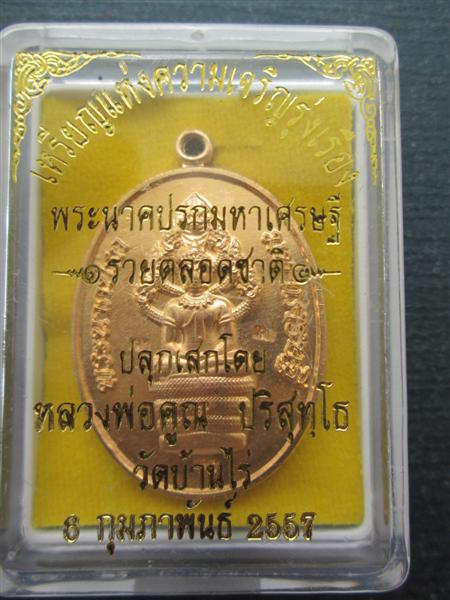 เหรียญแห่งความเจริญรุ่งเรือง
พระนาคปรกมหาเศรษฐี
๑ รวยตลอดชาติ ๑
ปลุกเสกโดย
หลวงพ่อคูณ ปริสุทฺโธ
วัดบ้านไร่
8 กุมภาพันธ์ 2557